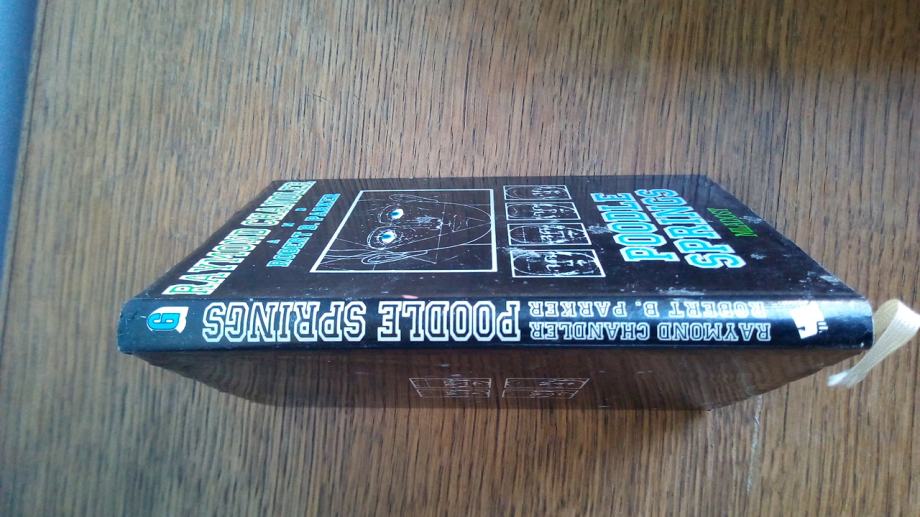 RAYMOND CHANDLER
AND
ROBERT B. PARKER
POODLE
SPRINGS
G
POODLE SPRINGS
RAYMOND CHANDLER
ROBERT B. PARKER